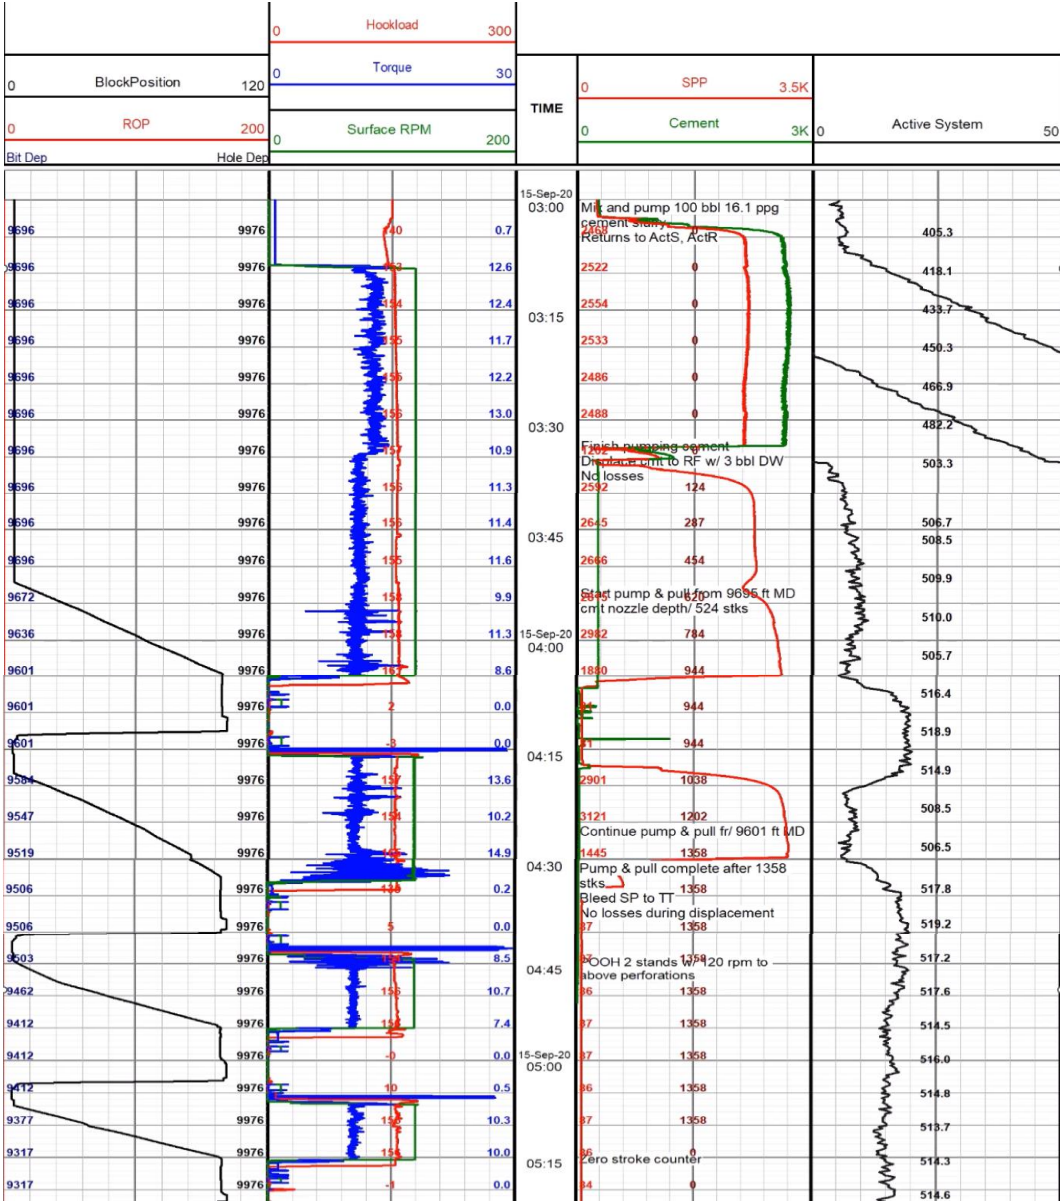 Hookload
0 300
Torque
0 30
BlockPosition
0 120
SPP
0 3.5K
TIME
ROP
0 200
Surface RPM
0 200
Cement
0 3K
Active System
0 50
Bit Dep Hole Dep
15-Sep-20
03:00
Mix and pump 100 bbl 16.1 ppg
cement slurry
9696 9976 140 0.7 2468 405.3
Returns to ActS, ActR
9696 9976 153 12.6 2522 0 418.1
9696 9976 154 12.4 2554 0 433.7
03:15
9696 9976 155 11.7 2533 0 450.3
9696 9976 156 12.2 2486 0 466.9
9696 9976 156 13.0 2488 0 482.2
03:30
Finish pumping cement
9696 9976 157 10.9 1202 503.3
Displace cmt to RF w/ 3 bbl DW
No losses
9696 9976 156 11.3 2592 124
9696 9976 156 11.4 2645 287 506.7
03:45 508.5
9696 9976 155 11.6 2666 454
509.9
Start pump & pull from 9695 ft MD
9672 9976 158 9.9 620
cmt nozzle depth/ 524 stks
510.0
15-Sep-20
9636 9976 158 11.3 2982 784
04:00
505.7
9601 9976 8.6 1880 944
516.4
9601 9976 2 0.0 944
518.9
9601 9976 -3 0.0 41 944
04:15
514.9
9584 9976 157 13.6 2901 1038
508.5
9547 9976 154 10.2 3121 1202
Continue pump & pull fr/ 9601 ft MD
506.5
9519 9976 155 14.9 1445 1358
04:30
Pump & pull complete after 1358
stks
9506 9976 0.2 1358 517.8
Bleed SP to TT
No losses during displacement
9506 9976 5 0.0 37 1358 519.2
9503 9976 8.5 1358 517.2
POOH 2 stands w/ 120 rpm to
04:45
above perforations
9462 9976 156 10.7 36 1358 517.6
9412 9976 7.4 37 1358 514.5
15-Sep-20
9412 9976 -0 0.0 37 1358 516.0
05:00
9412 9976 10 0.5 36 1358 514.8
9377 9976 155 10.3 37 1358 513.7
9317 9976 156 10.0 36 0 514.3
Zero stroke counter
05:15
9317 9976 -1 0.0 34 0 514.6